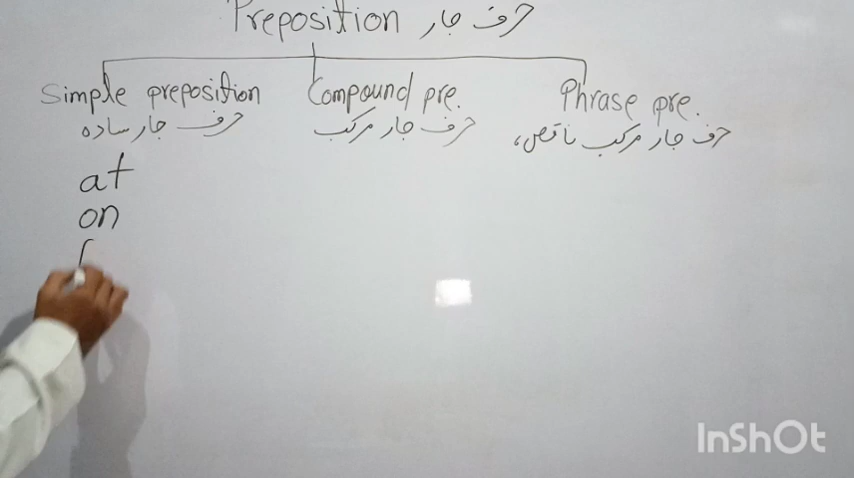 Preposition حرف جار
Simple preposition Compound pre. Phrase pre.
حرف جار ساده حرف جار مرکب حرف جار مرکب ناقص،
at
on
InShOt